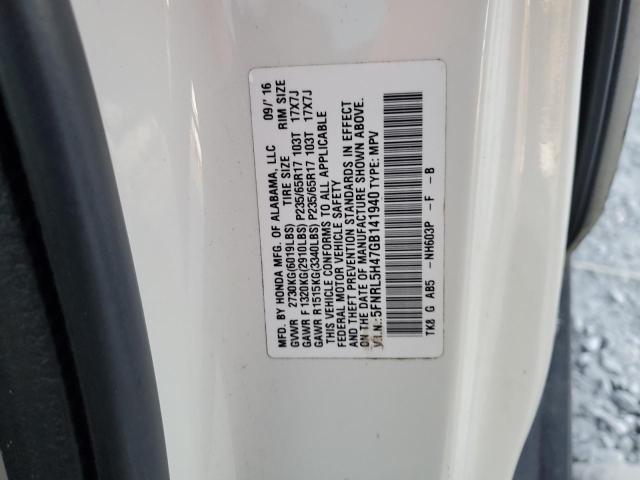 MFD. BY HONDA MFG. OF ALABAMA, LLC 09/'16
GVWR 2730KG(6019LBS) TIRE SIZE RIM SIZE
GAWR F 1320KG(2910LBS) P235/65R17 103T 17X7J
GAWR R1515KG(3340LBS) P235/65R17 103T 17X7J
THIS VEHICLE CONFORMS TO ALL APPLICABLE
FEDERAL MOTOR VEHICLE SAFETY
AND THEFT PREVENTION STANDARDS IN EFFECT
ON THE DATE OF MANUFACTURE SHOWN ABOVE.
V.I.N.:5FNRL5H47GB141940 TYPE: MPV
TK8 G AB5 -NH603P -F -B